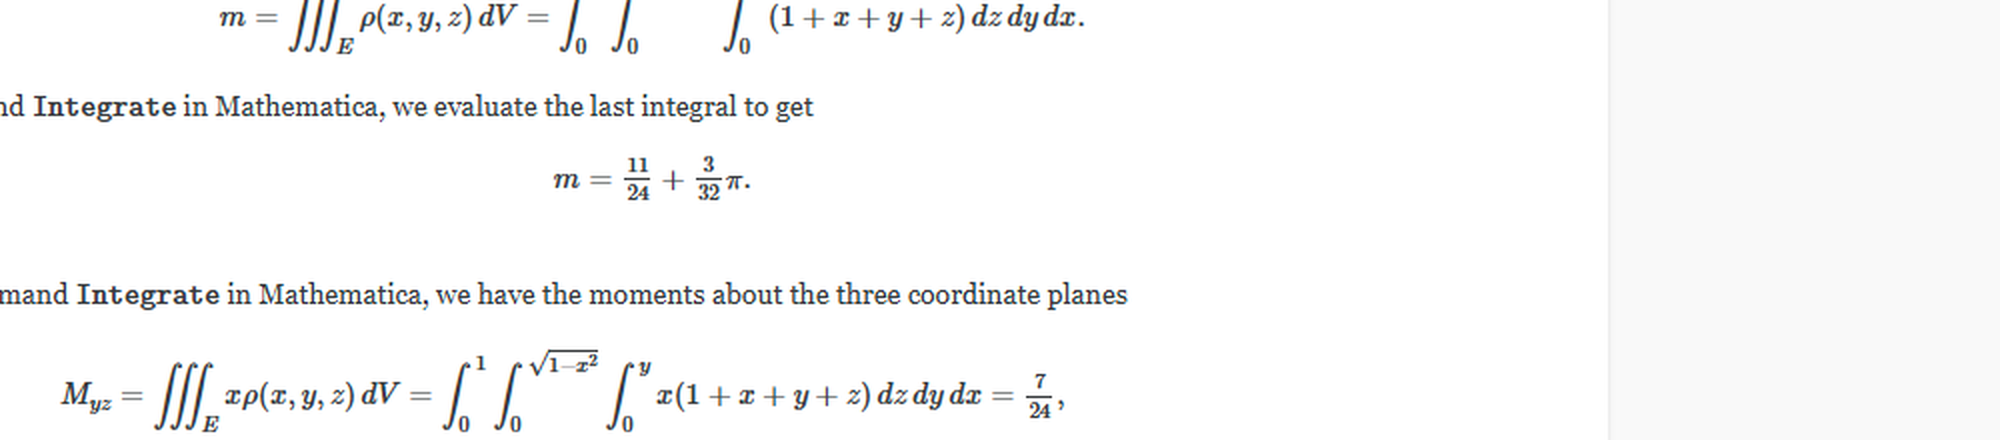 m = ∭_E ρ(x, y, z) dV = ∫_0 ∫_0 ∫_0 (1 + x + y + z) dz dy dx.
Integrate in Mathematica, we evaluate the last integral to get
m = 11/24 + 3/32 π.
Integrate in Mathematica, we have the moments about the three coordinate planes
M_yz = ∭_E xρ(x, y, z) dV = ∫_0^1 ∫_0^√(1−x²) ∫_0^y x(1 + x + y + z) dz dy dx = 7/24,